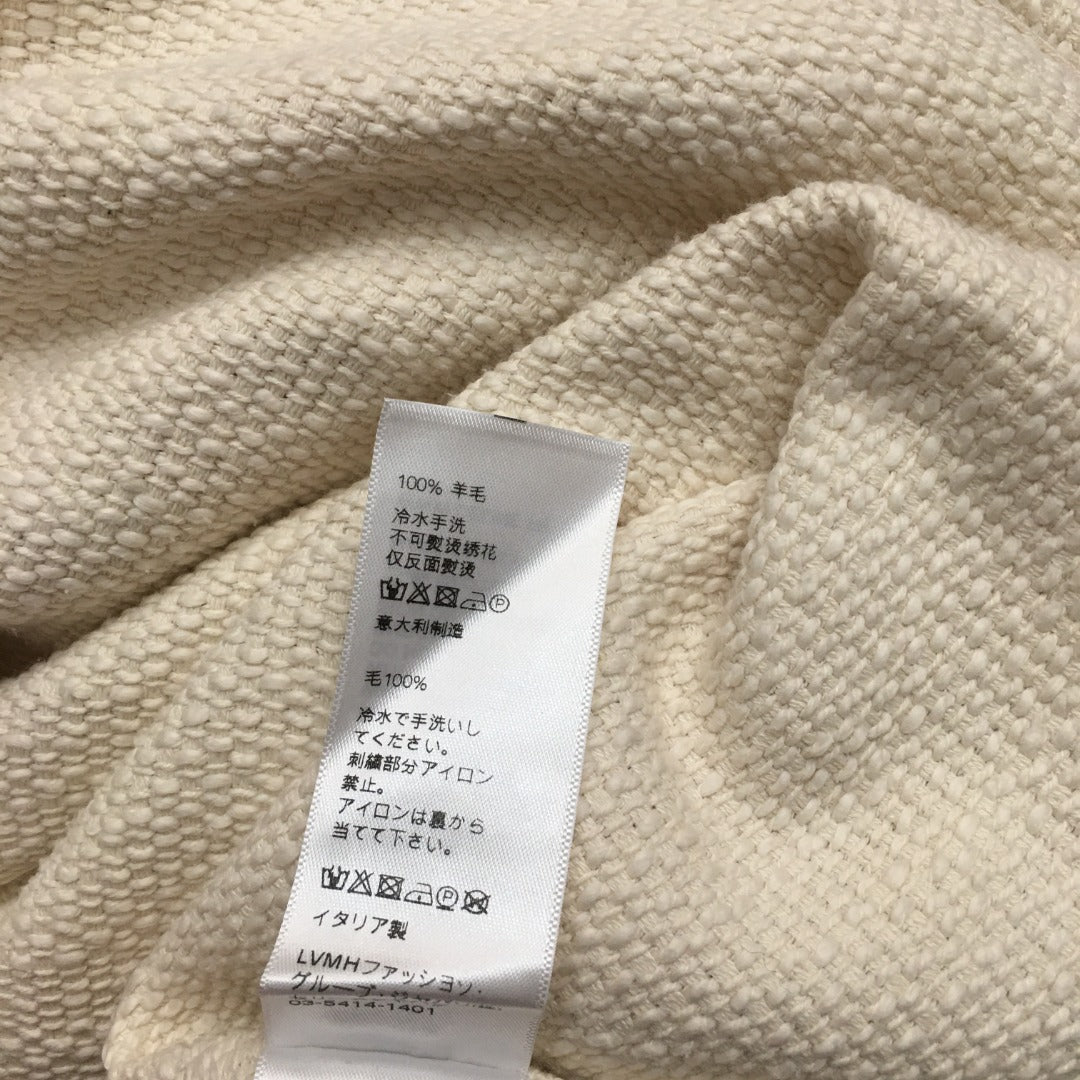 100% 羊毛
冷水手洗
不可熨烫绣花
仅反面熨烫
P
意大利制造
毛100%
冷水で手洗いし
てください。
刺繍部分アイロン
禁止。
アイロンは裏から
当てて下さい。
P
イタリア製
LVMHファッション・
グループ・
03-5414-1401